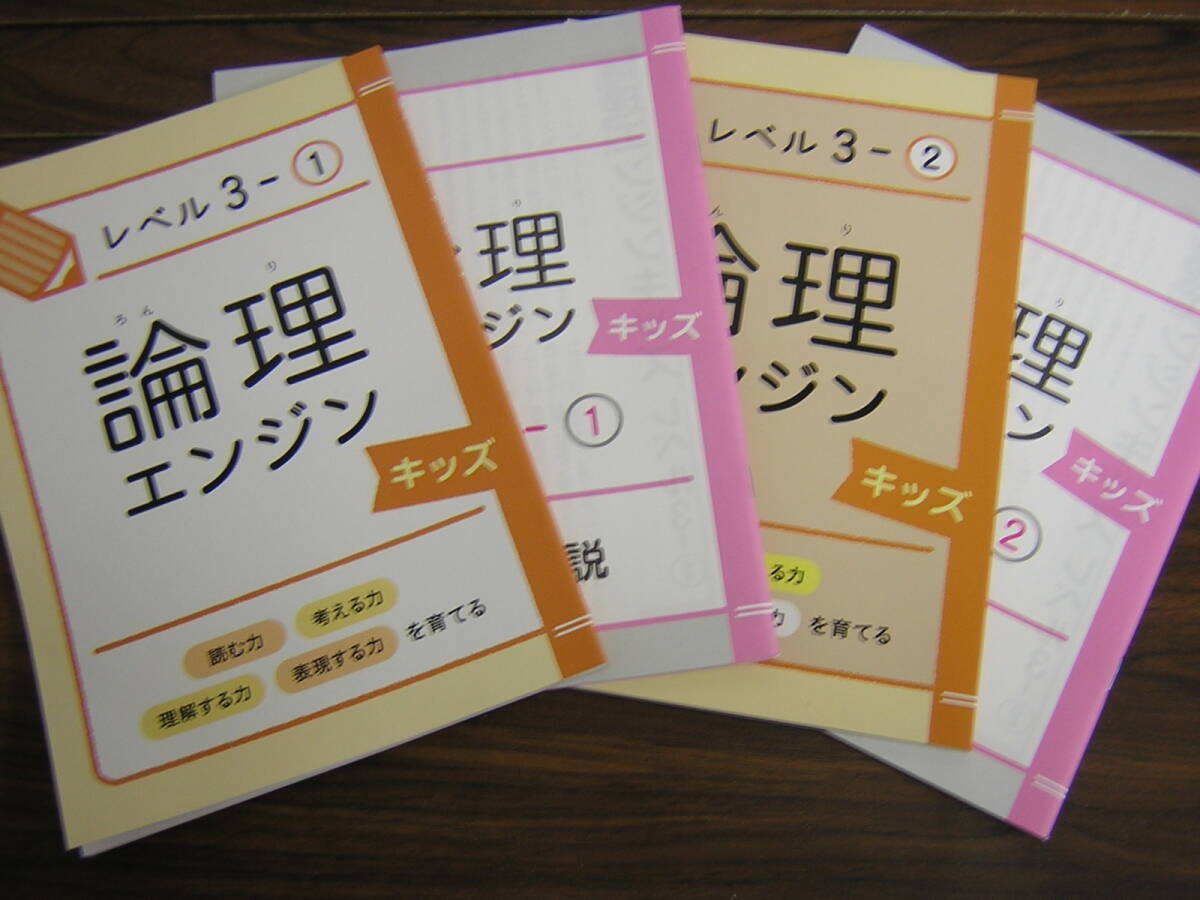 レベル3-①
ろんり
論理
エンジン
キッズ
読む力 考える力
理解する力 表現する力 を育てる
り
理
ジン
キッズ
- ①
説
レベル3-②
ん り
論理
ンジン
キッズ
る力
力 を育てる
り
理
ン
キッズ
②